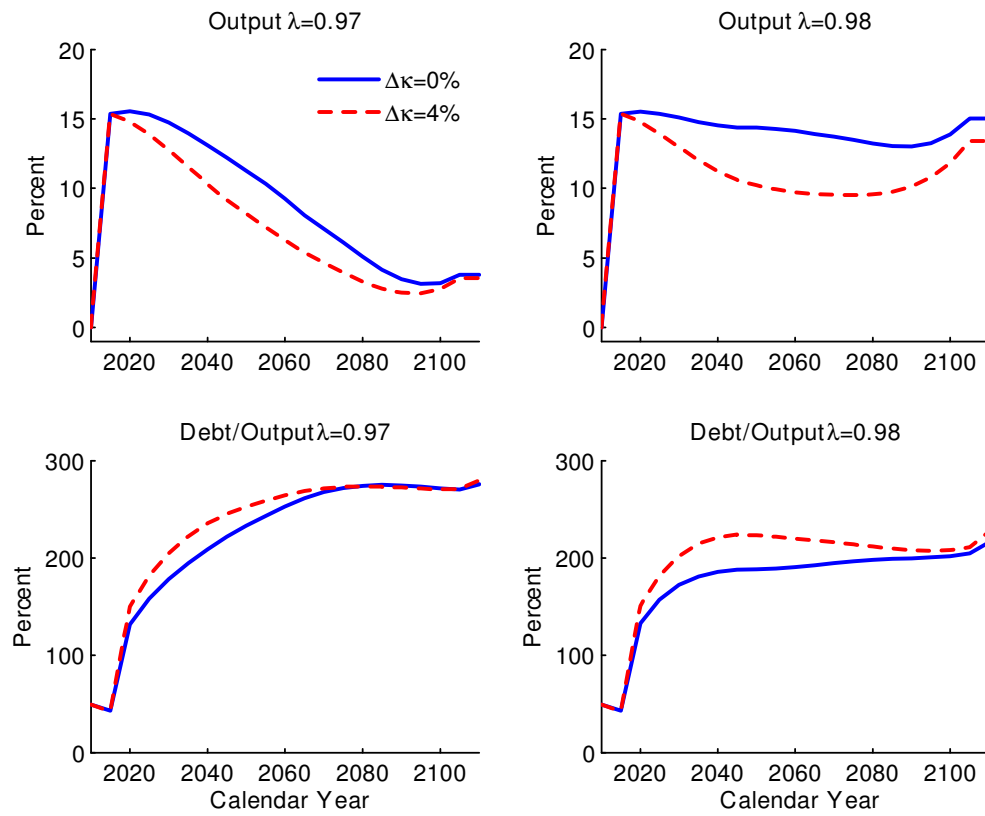 Output λ=0.97
Output λ=0.98
20
15
10
5
0
Percent
Δκ=0%
Δκ=4%
2020 2040 2060 2080 2100
20
15
10
5
0
Percent
2020 2040 2060 2080 2100
Debt/Output λ=0.97
Debt/Output λ=0.98
300
200
100
0
Percent
2020 2040 2060 2080 2100
Calendar Year
300
200
100
0
Percent
2020 2040 2060 2080 2100
Calendar Year